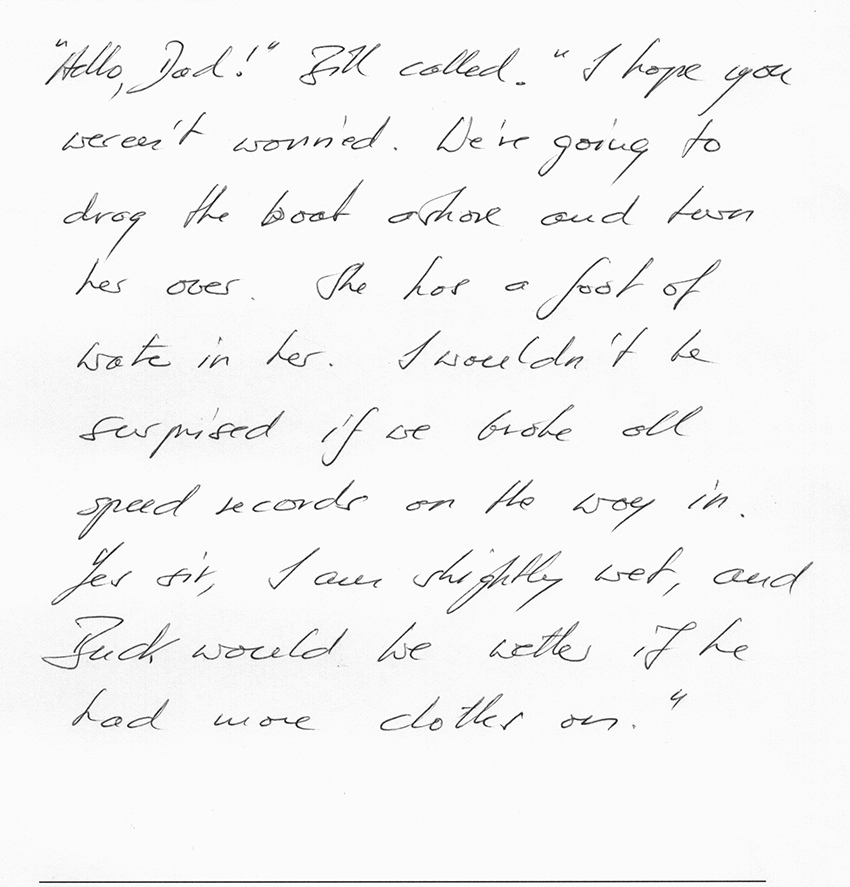 "Hello, Dad!" Bill called. "I hope you
weren't worried. We're going to
drag the boat ashore and turn
her over. She has a foot of
water in her. I wouldn't be
surprised if we broke all
speed records on the way in.
Yes sir, I am slightly wet, and
Buck would be wetter if he
had more clothes on."